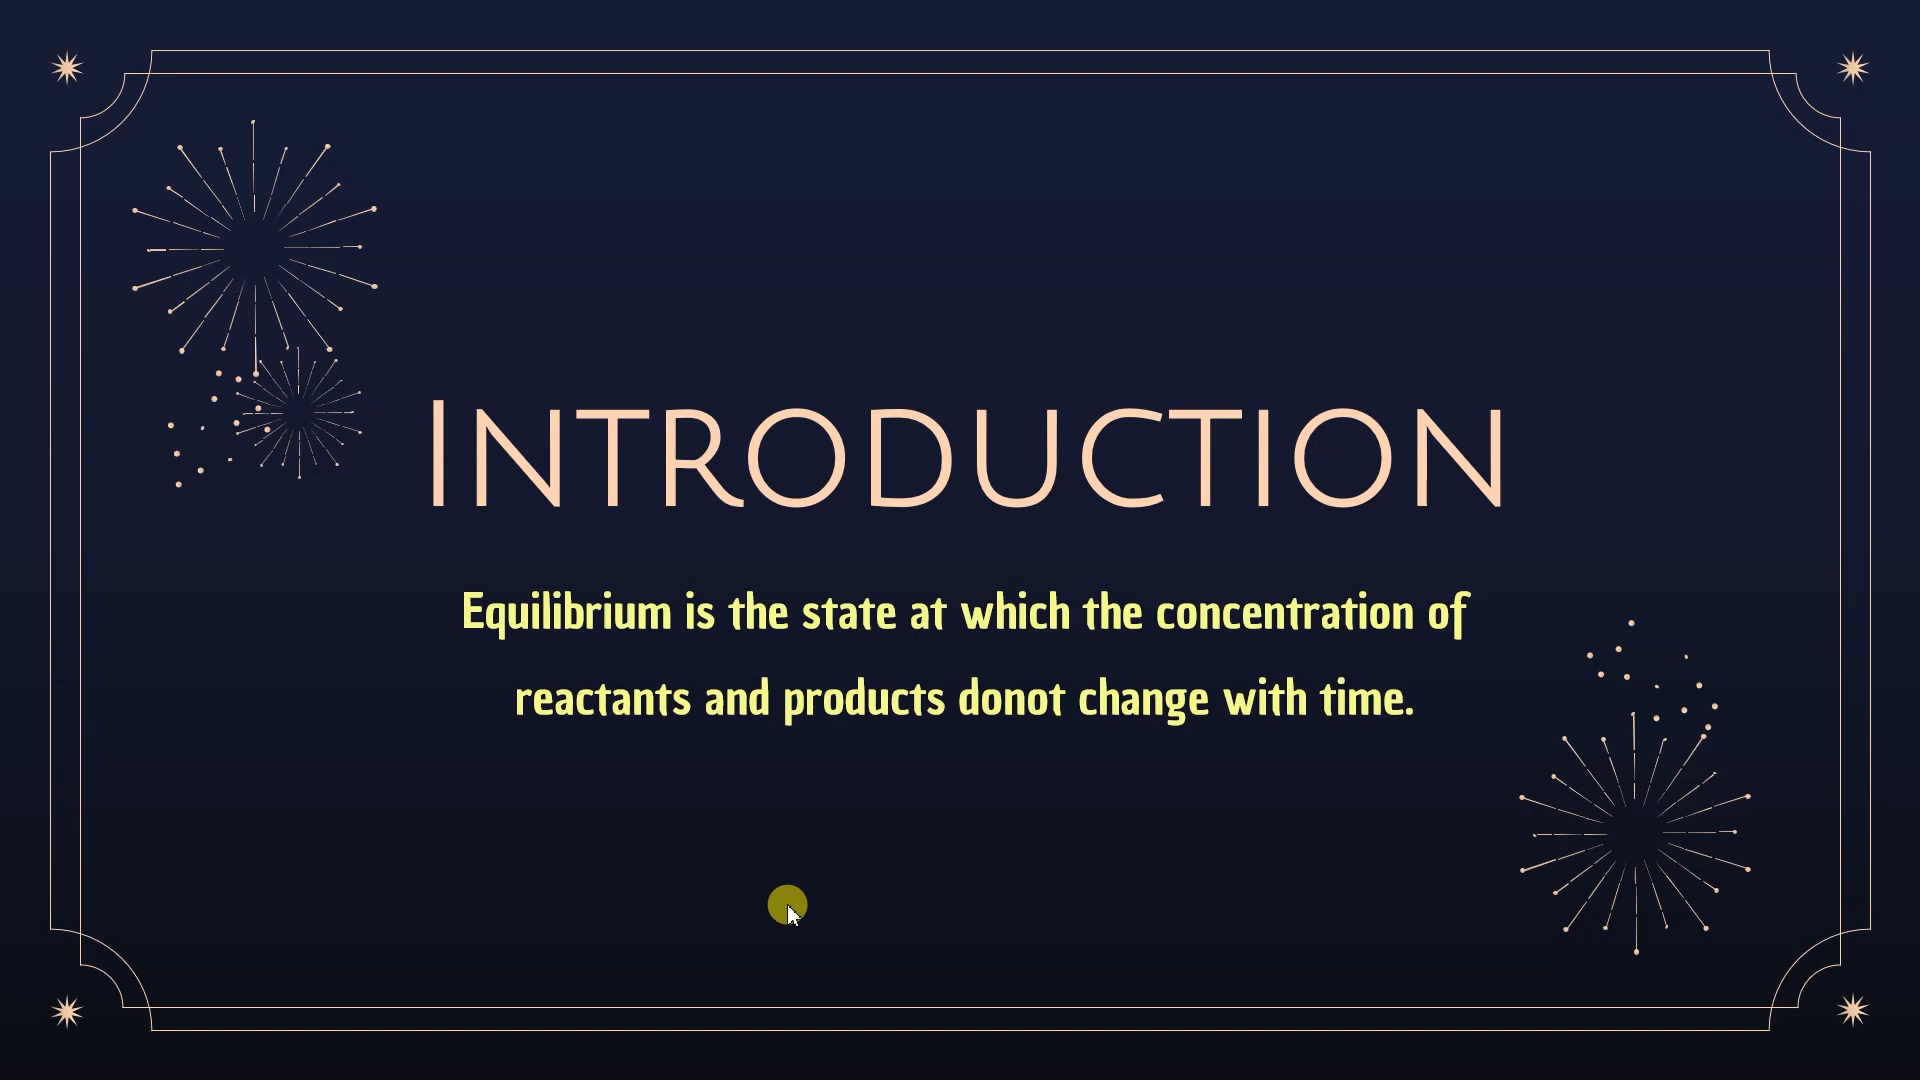 INTRODUCTION
Equilibrium is the state at which the concentration of
reactants and products donot change with time.